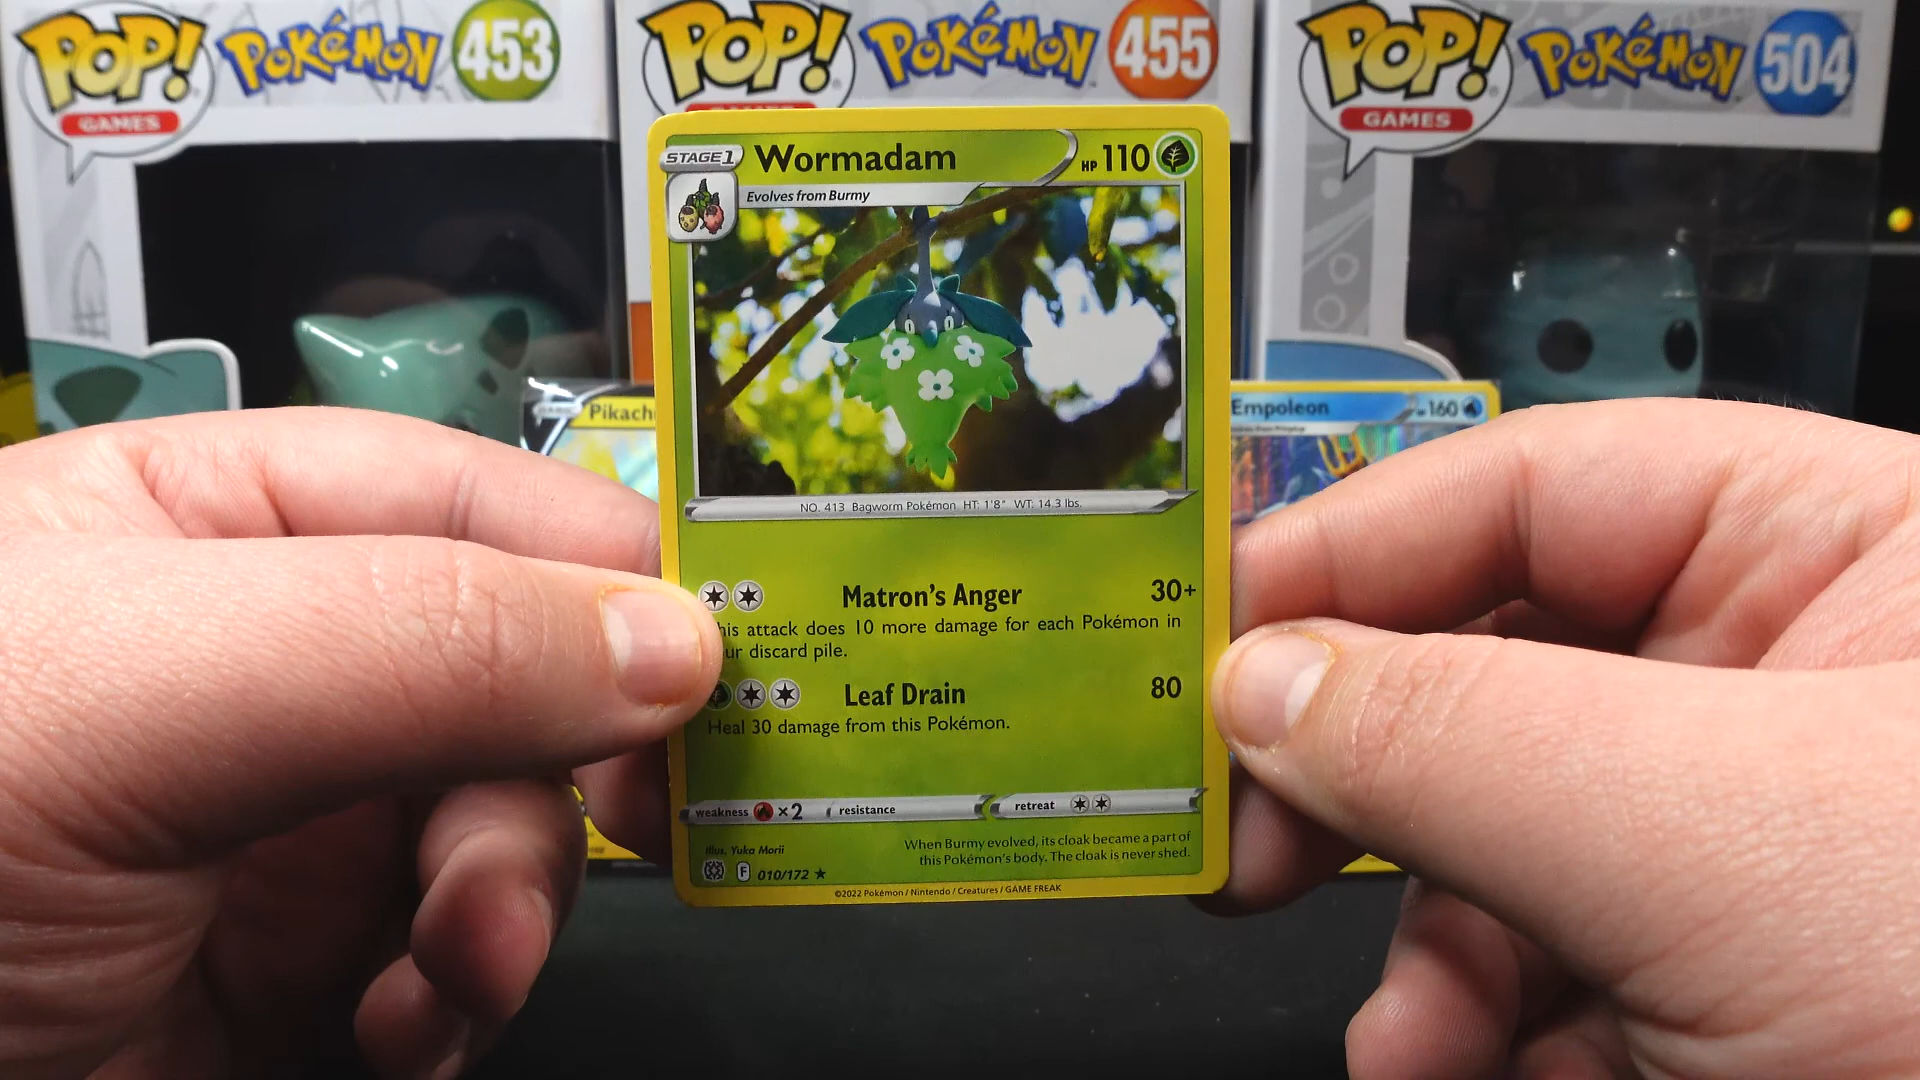 POP!
GAMES
POKéMON
453
POP!
GAMES
POKéMON
455
POP!
GAMES
POKéMON
504
STAGE 1
Wormadam
HP 110
Evolves from Burmy
NO. 413 Bagworm Pokémon HT: 1'8" WT: 14.3 lbs.
Matron's Anger 30+
his attack does 10 more damage for each Pokémon in
ur discard pile.
Leaf Drain 80
Heal 30 damage from this Pokémon.
weakness ×2 resistance retreat
Illus. Yuka Morii
When Burmy evolved, its cloak became a part of
this Pokémon's body. The cloak is never shed.
F 010/172 ★
©2022 Pokémon / Nintendo / Creatures / GAME FREAK
BASIC Pikach
Empoleon 160